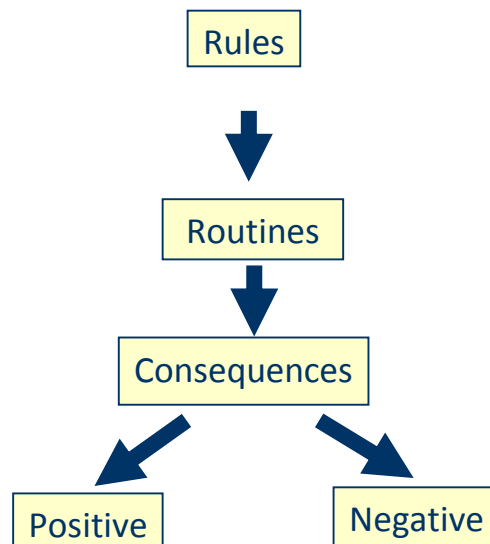 Rules
Routines
Consequences
Positive
Negative